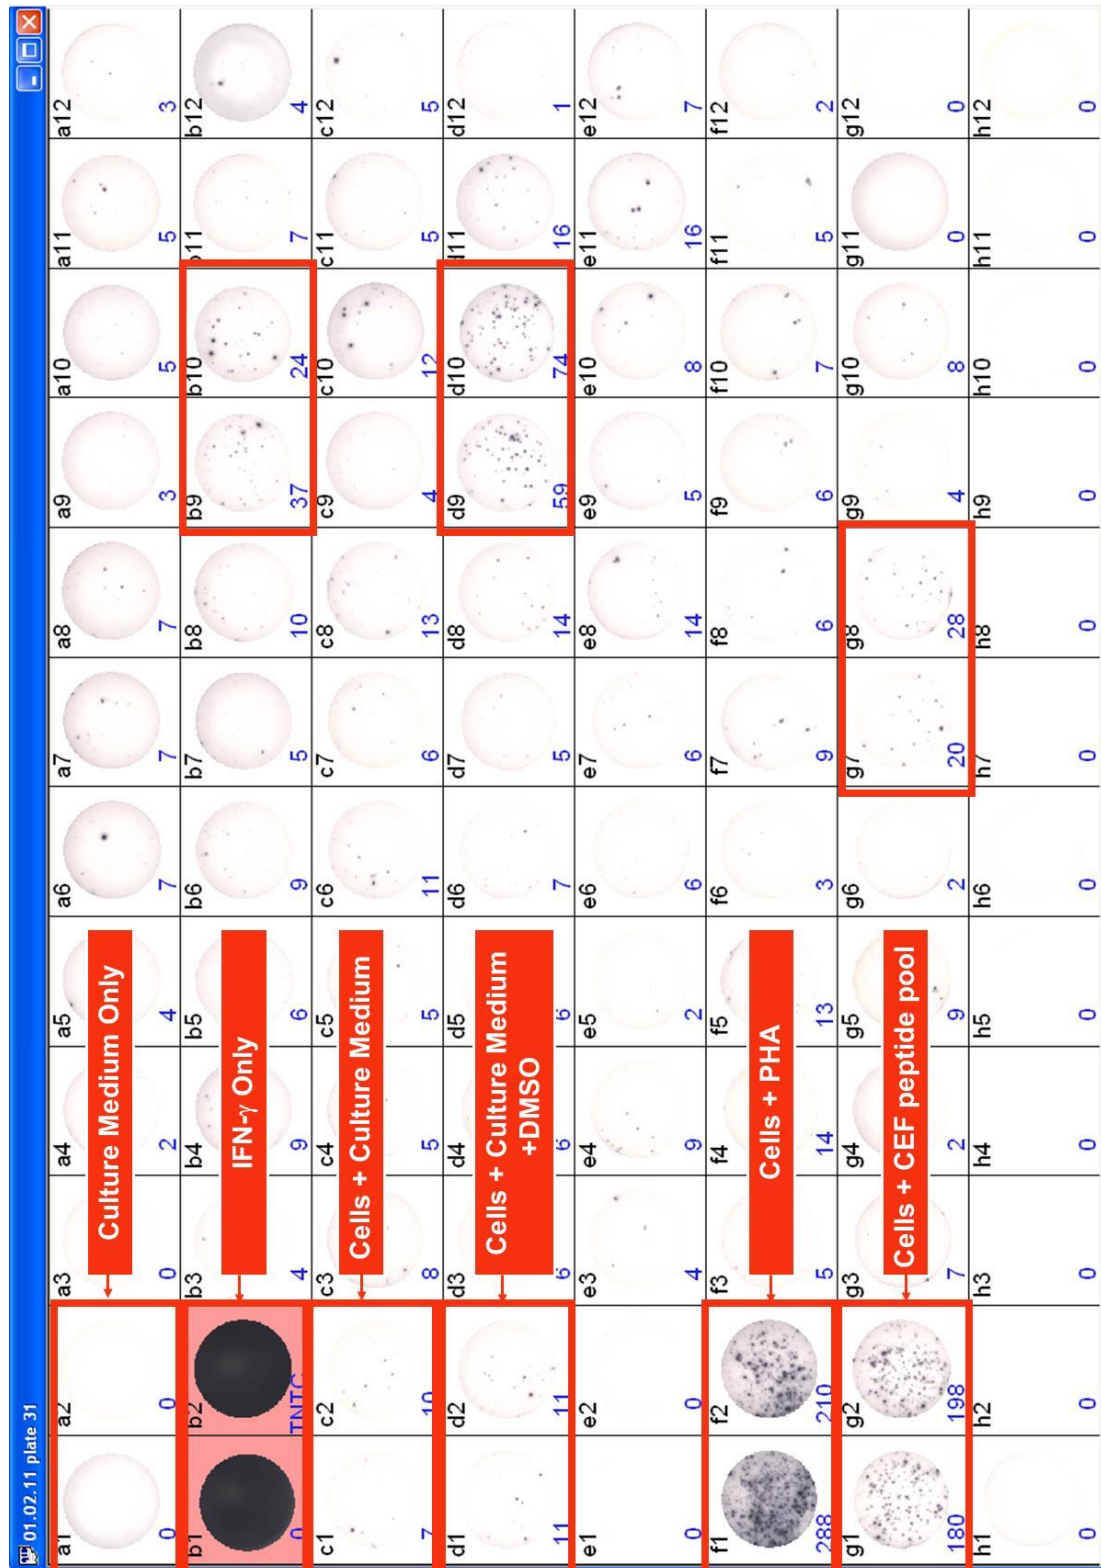 01.02.11 plate 31
a1 a2 a3 a4 a5 a6 a7 a8 a9 a10 a11 a12
Culture Medium Only
0 0 0 2 4 7 7 7 3 5 5 3
b1 b2 b3 b4 b5 b6 b7 b8 b9 b10 b11 b12
IFN-γ Only
0 TNTC 4 9 6 9 5 10 37 24 7 4
c1 c2 c3 c4 c5 c6 c7 c8 c9 c10 c11 c12
Cells + Culture Medium
7 10 8 5 5 11 6 13 4 12 5 5
d1 d2 d3 d4 d5 d6 d7 d8 d9 d10 d11 d12
Cells + Culture Medium
+DMSO
11 11 6 6 6 7 5 14 59 74 16 1
e1 e2 e3 e4 e5 e6 e7 e8 e9 e10 e11 e12
0 0 4 9 2 6 6 14 5 8 16 7
f1 f2 f3 f4 f5 f6 f7 f8 f9 f10 f11 f12
Cells + PHA
288 210 5 14 13 3 9 6 6 7 5 2
g1 g2 g3 g4 g5 g6 g7 g8 g9 g10 g11 g12
Cells + CEF peptide pool
180 198 7 2 9 2 20 28 4 8 0 0
h1 h2 h3 h4 h5 h6 h7 h8 h9 h10 h11 h12
0 0 0 0 0 0 0 0 0 0 0 0